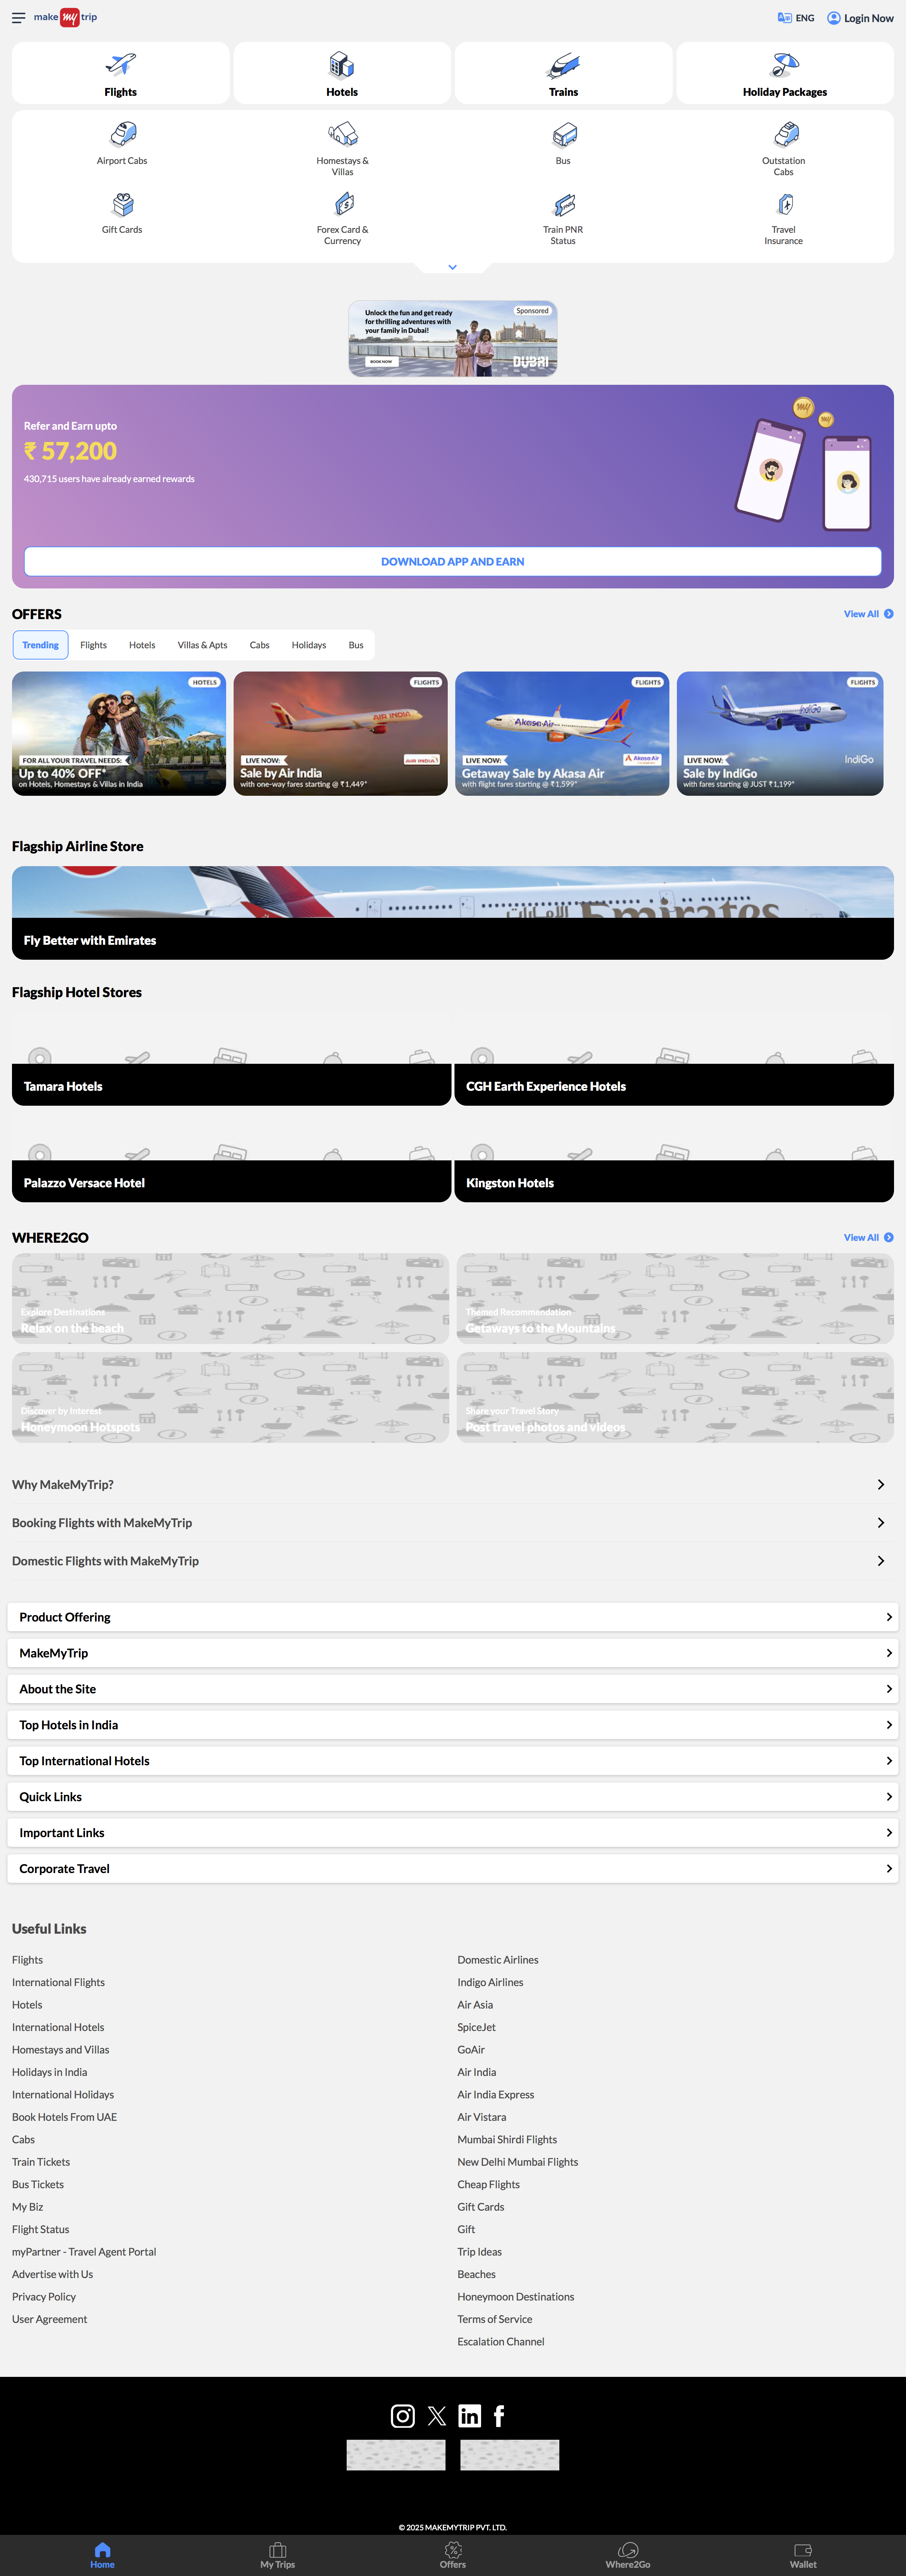 make my trip
ENG
Login Now
Flights
Hotels
Trains
Holiday Packages
Airport Cabs
Homestays &
Villas
Bus
Outstation
Cabs
Gift Cards
Forex Card &
Currency
Train PNR
Status
Travel
Insurance
Unlock the fun and get ready
for thrilling adventures with
your family in Dubai!
Sponsored
BOOK NOW
DUBAI
Refer and Earn upto
₹ 57,200
430,715 users have already earned rewards
DOWNLOAD APP AND EARN
OFFERS
View All
Trending
Flights
Hotels
Villas & Apts
Cabs
Holidays
Bus
HOTELS
FOR ALL YOUR TRAVEL NEEDS:
Up to 40% OFF*
on Hotels, Homestays & Villas in India
FLIGHTS
AIR INDIA
LIVE NOW:
AIR INDIA
Sale by Air India
with one-way fares starting @ ₹1,449*
FLIGHTS
Akasa Air
LIVE NOW:
Akasa Air
Getaway Sale by Akasa Air
with flight fares starting @ ₹1,599*
FLIGHTS
IndiGo
LIVE NOW:
IndiGo
Sale by IndiGo
with fares starting @ JUST ₹1,199*
Flagship Airline Store
الإمارات Emirates
Fly Better with Emirates
Flagship Hotel Stores
Tamara Hotels
CGH Earth Experience Hotels
Palazzo Versace Hotel
Kingston Hotels
WHERE2GO
View All
Explore Destinations
Relax on the beach
Themed Recommendation
Getaways to the Mountains
Discover by Interest
Honeymoon Hotspots
Share your Travel Story
Post travel photos and videos
Why MakeMyTrip?
Booking Flights with MakeMyTrip
Domestic Flights with MakeMyTrip
Product Offering
MakeMyTrip
About the Site
Top Hotels in India
Top International Hotels
Quick Links
Important Links
Corporate Travel
Useful Links
Flights
International Flights
Hotels
International Hotels
Homestays and Villas
Holidays in India
International Holidays
Book Hotels From UAE
Cabs
Train Tickets
Bus Tickets
My Biz
Flight Status
myPartner - Travel Agent Portal
Advertise with Us
Privacy Policy
User Agreement
Domestic Airlines
Indigo Airlines
Air Asia
SpiceJet
GoAir
Air India
Air India Express
Air Vistara
Mumbai Shirdi Flights
New Delhi Mumbai Flights
Cheap Flights
Gift Cards
Gift
Trip Ideas
Beaches
Honeymoon Destinations
Terms of Service
Escalation Channel
© 2025 MAKEMYTRIP PVT. LTD.
Home
My Trips
Offers
Where2Go
Wallet